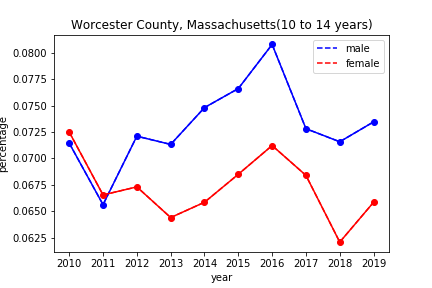 Worcester County, Massachusetts(10 to 14 years)
male
female
0.0800
0.0775
0.0750
0.0725
0.0700
0.0675
0.0650
0.0625
percentage
2010 2011 2012 2013 2014 2015 2016 2017 2018 2019
year